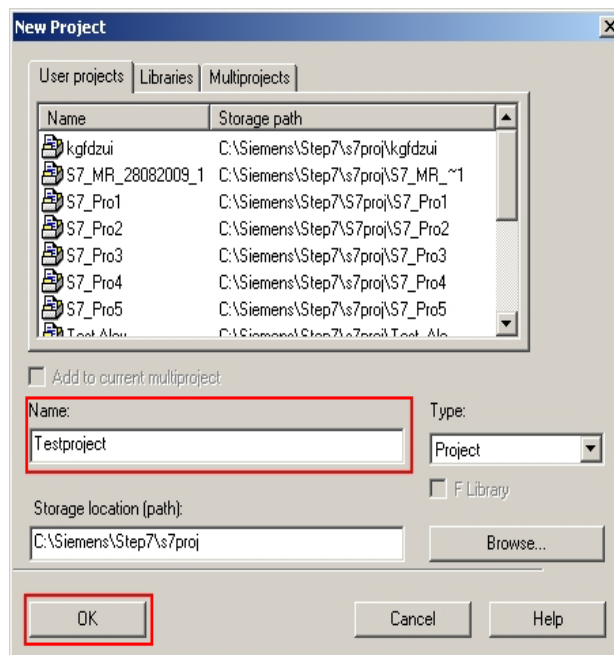 New Project
User projects Libraries Multiprojects
Name Storage path
kgfdzui C:\Siemens\Step7\s7proj\kgfdzui
S7_MR_28082009_1 C:\Siemens\Step7\s7proj\S7_MR_~1
S7_Pro1 C:\Siemens\Step7\S7proj\S7_Pro1
S7_Pro2 C:\Siemens\Step7\S7proj\S7_Pro2
S7_Pro3 C:\Siemens\Step7\S7proj\S7_Pro3
S7_Pro4 C:\Siemens\Step7\s7proj\S7_Pro4
S7_Pro5 C:\Siemens\Step7\s7proj\S7_Pro5
Add to current multiproject
Name: Type:
Testproject Project
F Library
Storage location (path):
C:\Siemens\Step7\s7proj Browse...
OK Cancel Help